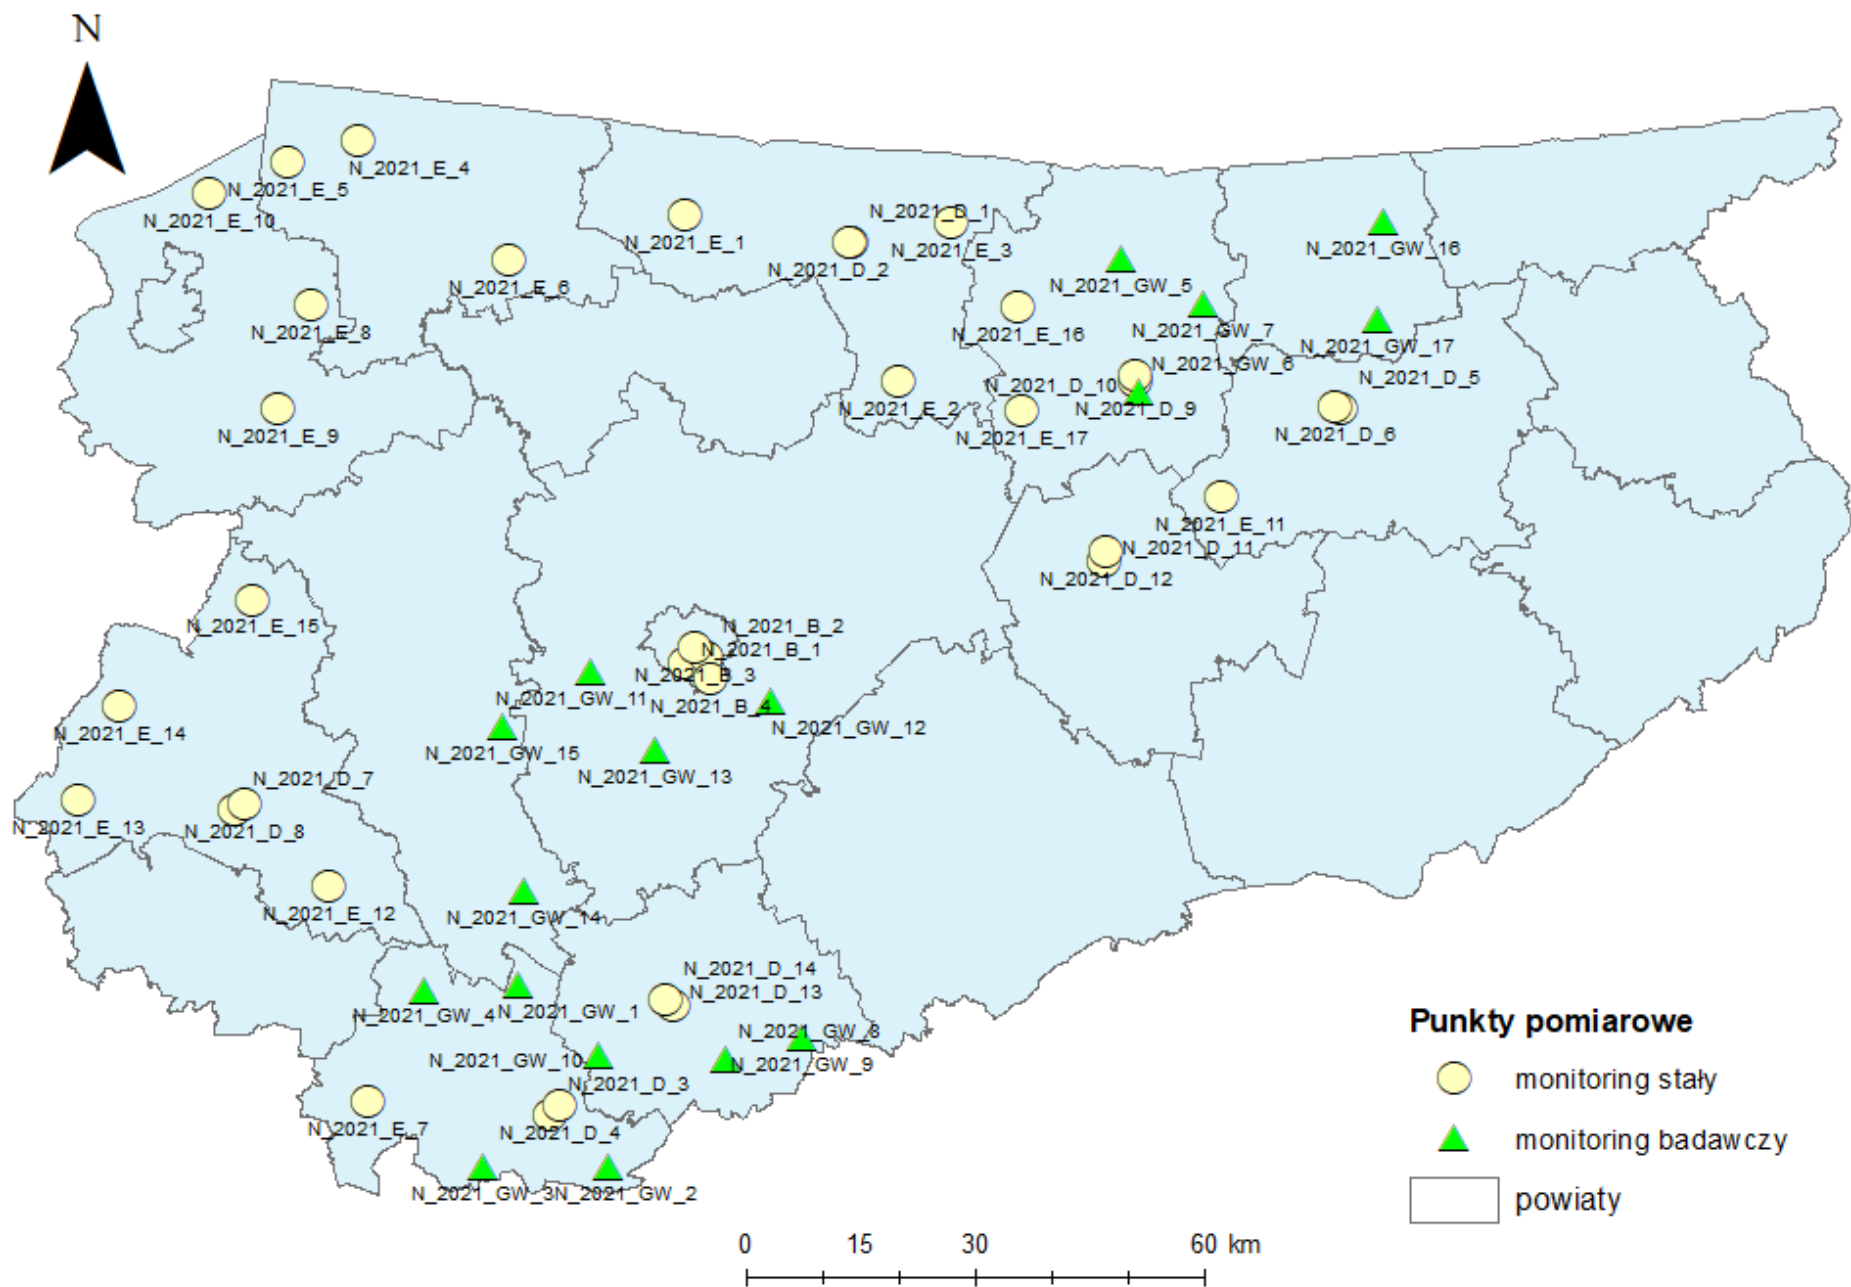 N
N_2021_E_4
N_2021_E_5
N_2021_E_10
N_2021_D_1
N_2021_E_1
N_2021_E_3
N_2021_GW_16
N_2021_D_2
N_2021_GW_5
N_2021_E_6
N_2021_E_8
N_2021_E_16
N_2021_GW_7
N_2021_GW_17
N_2021_GW_6
N_2021_D_5
N_2021_D_10
N_2021_E_2
N_2021_D_9
N_2021_E_9
N_2021_E_17
N_2021_D_6
N_2021_E_11
N_2021_D_11
N_2021_D_12
N_2021_E_15
N_2021_B_2
N_2021_B_1
N_2021_B_3
N_2021_GW_11
N_2021_B_4
N_2021_GW_12
N_2021_E_14
N_2021_GW_15
N_2021_GW_13
N_2021_D_7
N_2021_E_13
N_2021_D_8
N_2021_E_12
N_2021_GW_14
N_2021_D_14
N_2021_D_13
N_2021_GW_4
N_2021_GW_1
N_2021_GW_8
N_2021_GW_10
N_2021_GW_9
N_2021_D_3
N_2021_E_7
N_2021_D_4
N_2021_GW_3
N_2021_GW_2
Punkty pomiarowe
monitoring stały
monitoring badawczy
powiaty
0 15 30 60 km